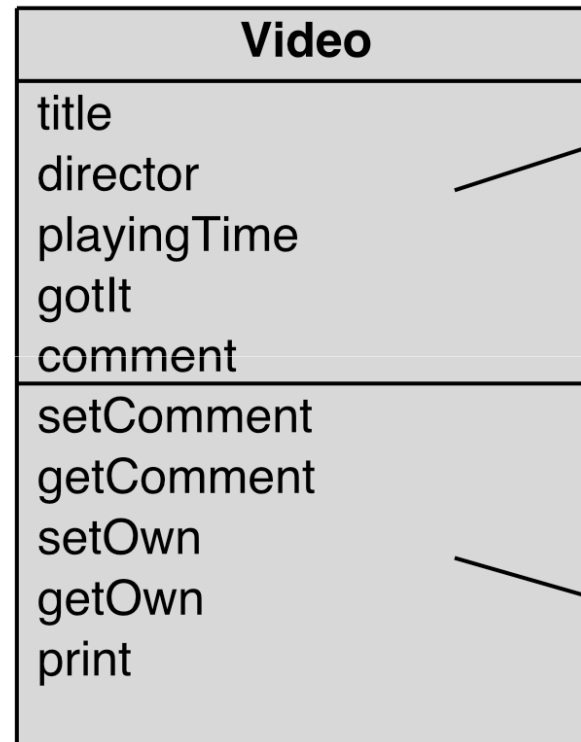 Video
title
director
playingTime
gotIt
comment
setComment
getComment
setOwn
getOwn
print